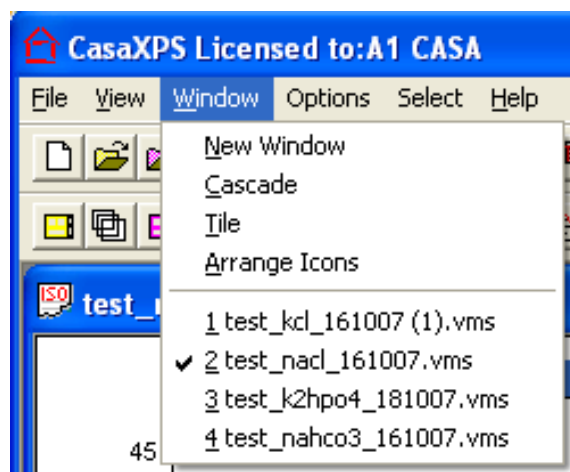 CasaXPS Licensed to:A1 CASA
File View Window Options Select Help
New Window
Cascade
Tile
Arrange Icons
ISO test_
1 test_kcl_161007 (1).vms
2 test_nacl_161007.vms
3 test_k2hpo4_181007.vms
4 test_nahco3_161007.vms
45